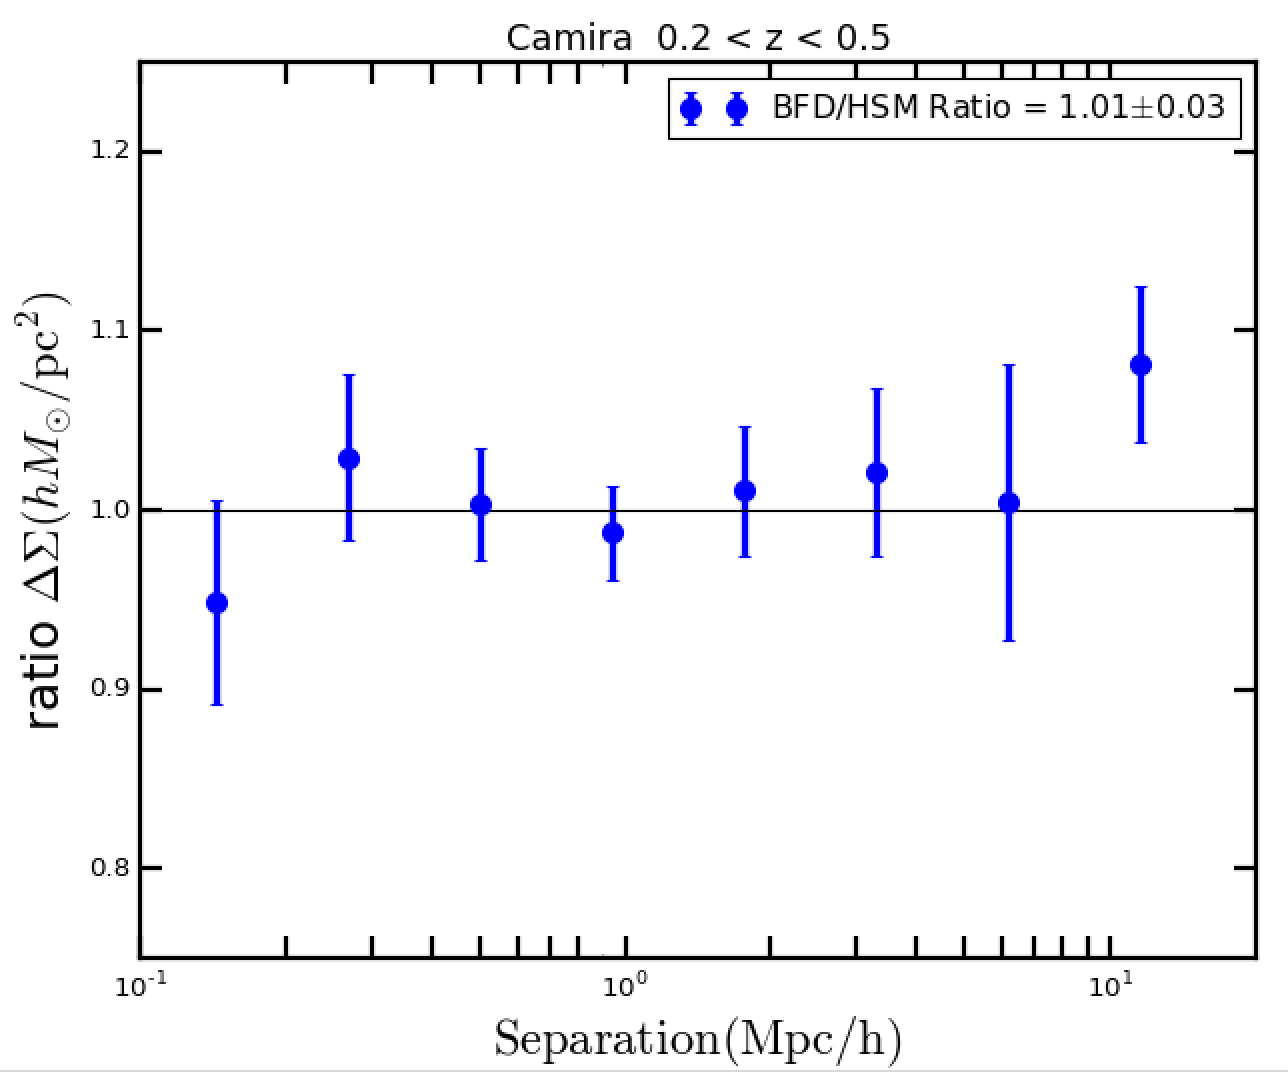 Camira 0.2 < z < 0.5
BFD/HSM Ratio = 1.01±0.03
ratio ΔΣ(hM☉/pc²)
1.2
1.1
1.0
0.9
0.8
10⁻¹ 10⁰ 10¹
Separation(Mpc/h)